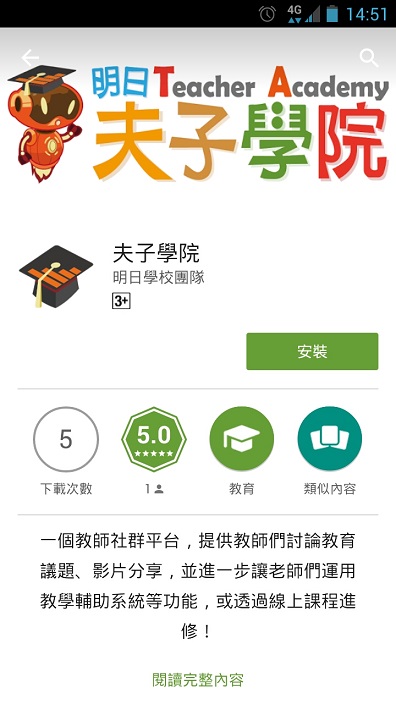 4G 14:51
明日Teacher Academy
夫子學院
夫子學院
明日學校團隊
3+
安裝
5 5.0
下載次數 1 教育 類似內容
一個教師社群平台，提供教師們討論教育
議題、影片分享，並進一步讓老師們運用
教學輔助系統等功能，或透過線上課程進
修！
閱讀完整內容